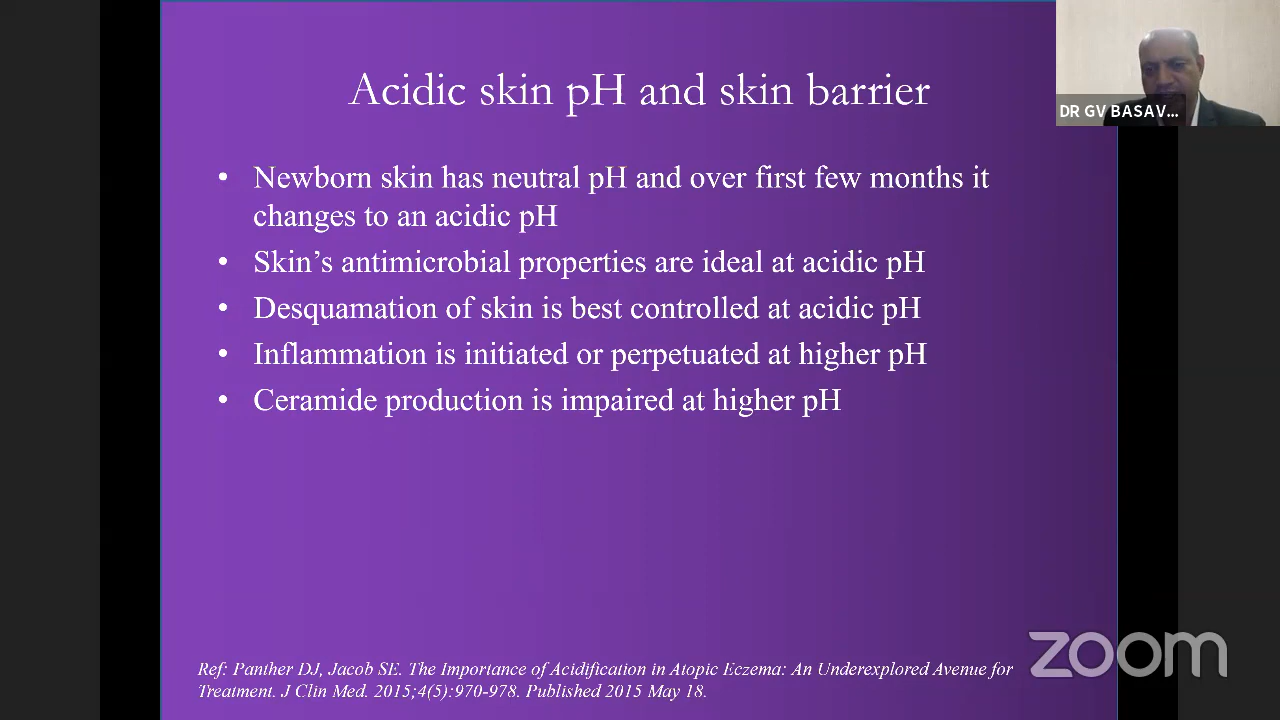 Acidic skin pH and skin barrier
DR GV BASAV...
• Newborn skin has neutral pH and over first few months it
changes to an acidic pH
• Skin’s antimicrobial properties are ideal at acidic pH
• Desquamation of skin is best controlled at acidic pH
• Inflammation is initiated or perpetuated at higher pH
• Ceramide production is impaired at higher pH
Ref: Panther DJ, Jacob SE. The Importance of Acidification in Atopic Eczema: An Underexplored Avenue for
Treatment. J Clin Med. 2015;4(5):970-978. Published 2015 May 18.
zoom